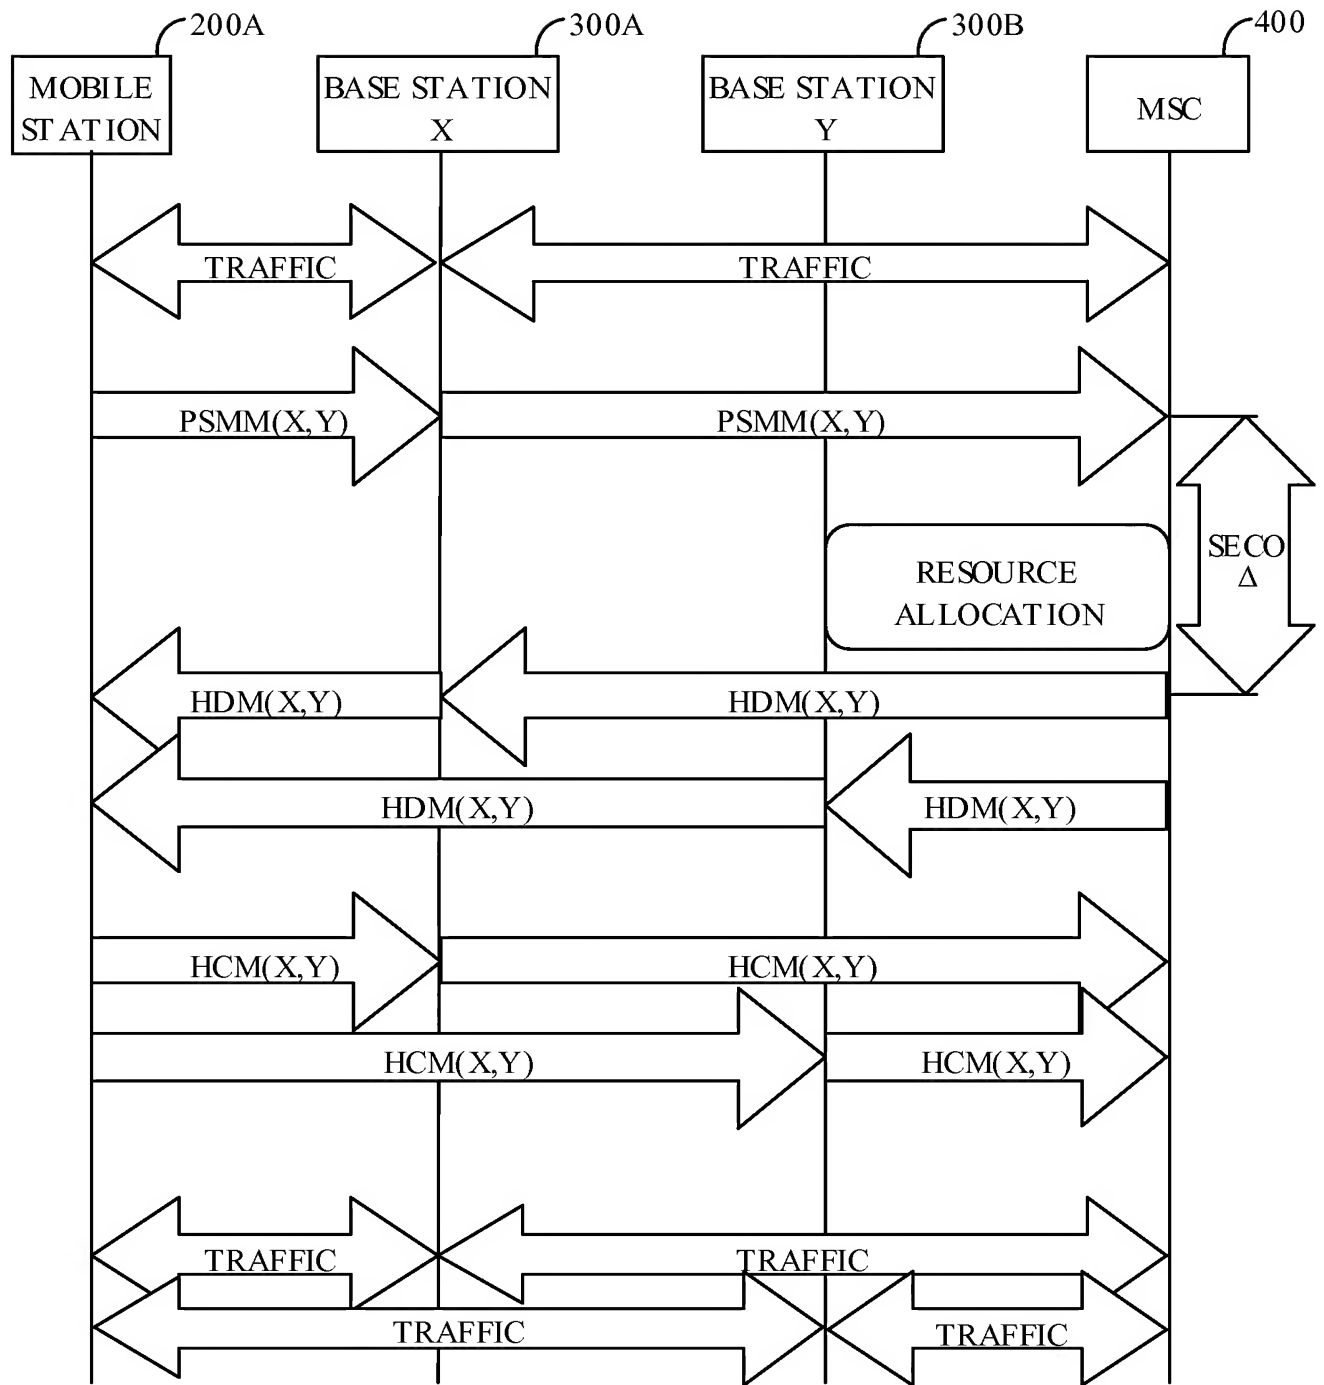 200A
300A
300B
400
MOBILE
STATION
BASE STATION
X
BASE STATION
Y
MSC
TRAFFIC
TRAFFIC
PSMM(X,Y)
PSMM(X,Y)
SECO
Δ
RESOURCE
ALLOCATION
HDM(X,Y)
HDM(X,Y)
HDM(X,Y)
HDM(X,Y)
HCM(X,Y)
HCM(X,Y)
HCM(X,Y)
HCM(X,Y)
TRAFFIC
TRAFFIC
TRAFFIC
TRAFFIC